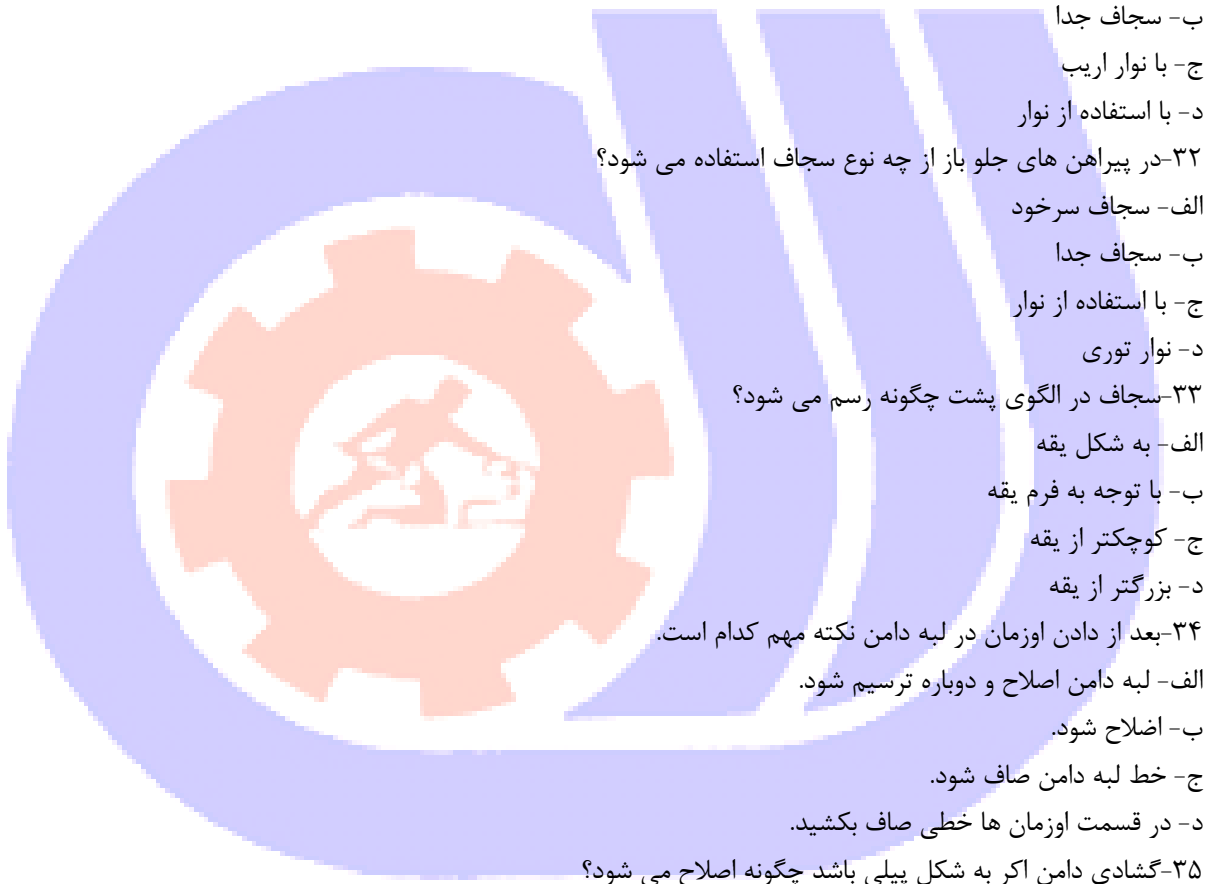 ب- سجاف جدا
ج- با نوار اریب
د- با استفاده از نوار
۳۲-در پیراهن های جلو باز از چه نوع سجاف استفاده می شود؟
الف- سجاف سرخود
ب- سجاف جدا
ج- با استفاده از نوار
د- نوار توری
۳۳-سجاف در الگوی پشت چگونه رسم می شود؟
الف- به شکل یقه
ب- با توجه به فرم یقه
ج- کوچکتر از یقه
د- بزرگتر از یقه
۳۴-بعد از دادن اوزمان در لبه دامن نکته مهم کدام است.
الف- لبه دامن اصلاح و دوباره ترسیم شود.
ب- اضلاح شود.
ج- خط لبه دامن صاف شود.
د- در قسمت اوزمان ها خطی صاف بکشید.
۳۵-گشادی دامن اکر به شکل پیلی باشد چگونه اصلاح می شود؟